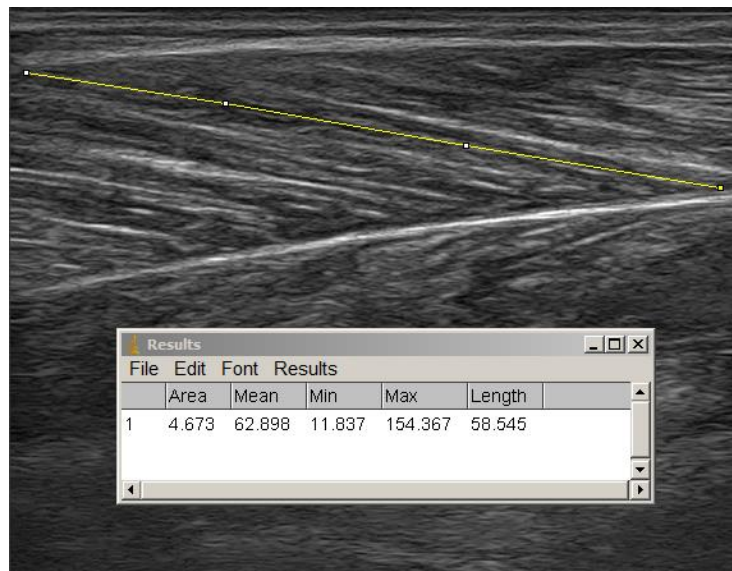 Results
File Edit Font Results
Area Mean Min Max Length
1 4.673 62.898 11.837 154.367 58.545